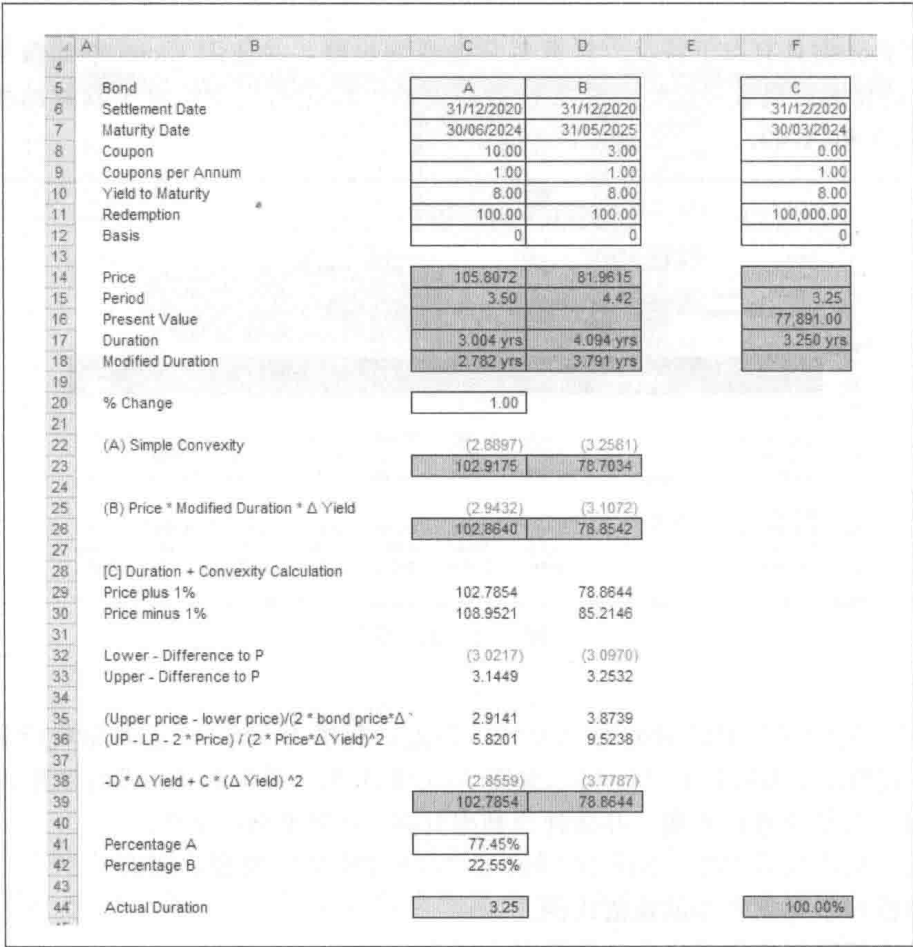 A B C D E F
4
5 Bond A B C
6 Settlement Date 31/12/2020 31/12/2020 31/12/2020
7 Maturity Date 30/06/2024 31/05/2025 30/03/2024
8 Coupon 10.00 3.00 0.00
9 Coupons per Annum 1.00 1.00 1.00
10 Yield to Maturity 8.00 8.00 8.00
11 Redemption 100.00 100.00 100,000.00
12 Basis 0 0 0
13
14 Price 105.8072 81.9615
15 Period 3.50 4.42 3.25
16 Present Value 77,891.00
17 Duration 3.004 yrs 4.094 yrs 3.250 yrs
18 Modified Duration 2.782 yrs 3.791 yrs
19
20 % Change 1.00
21
22 (A) Simple Convexity (2.8897) (3.2581)
23 102.9175 78.7034
24
25 (B) Price * Modified Duration * Δ Yield (2.9432) (3.1072)
26 102.8640 78.8542
27
28 [C] Duration + Convexity Calculation
29 Price plus 1% 102.7854 78.8644
30 Price minus 1% 108.9521 85.2146
31
32 Lower - Difference to P (3.0217) (3.0970)
33 Upper - Difference to P 3.1449 3.2532
34
35 (Upper price - lower price)/(2 * bond price*Δ 2.9141 3.8739
36 (UP - LP - 2 * Price) / (2 * Price*Δ Yield)^2 5.8201 9.5238
37
38 -D * Δ Yield + C * (Δ Yield) ^2 (2.8559) (3.7787)
39 102.7854 78.8644
40
41 Percentage A 77.45%
42 Percentage B 22.55%
43
44 Actual Duration 3.25 100.00%